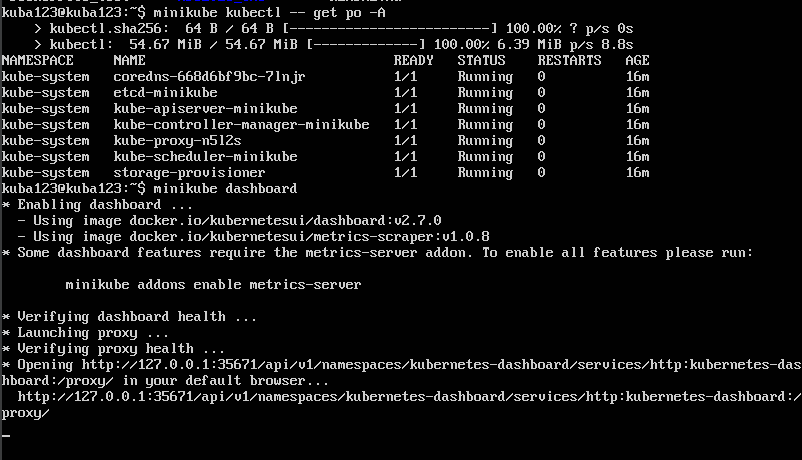 kuba123@kuba123:~$ minikube kubectl -- get po -A
    > kubectl.sha256:  64 B / 64 B [-------------------------] 100.00% ? p/s 0s
    > kubectl:  54.67 MiB / 54.67 MiB [-------------] 100.00% 6.39 MiB p/s 8.8s
NAMESPACE     NAME                               READY   STATUS    RESTARTS   AGE
kube-system   coredns-668d6bf9bc-7lnjr           1/1     Running   0          16m
kube-system   etcd-minikube                      1/1     Running   0          16m
kube-system   kube-apiserver-minikube            1/1     Running   0          16m
kube-system   kube-controller-manager-minikube   1/1     Running   0          16m
kube-system   kube-proxy-n5l2s                   1/1     Running   0          16m
kube-system   kube-scheduler-minikube            1/1     Running   0          16m
kube-system   storage-provisioner                1/1     Running   0          16m
kuba123@kuba123:~$ minikube dashboard
* Enabling dashboard ...
  - Using image docker.io/kubernetesui/dashboard:v2.7.0
  - Using image docker.io/kubernetesui/metrics-scraper:v1.0.8
* Some dashboard features require the metrics-server addon. To enable all features please run:
        minikube addons enable metrics-server
* Verifying dashboard health ...
* Launching proxy ...
* Verifying proxy health ...
* Opening http://127.0.0.1:35671/api/v1/namespaces/kubernetes-dashboard/services/http:kubernetes-das
hboard:/proxy/ in your default browser...
  http://127.0.0.1:35671/api/v1/namespaces/kubernetes-dashboard/services/http:kubernetes-dashboard:/
proxy/